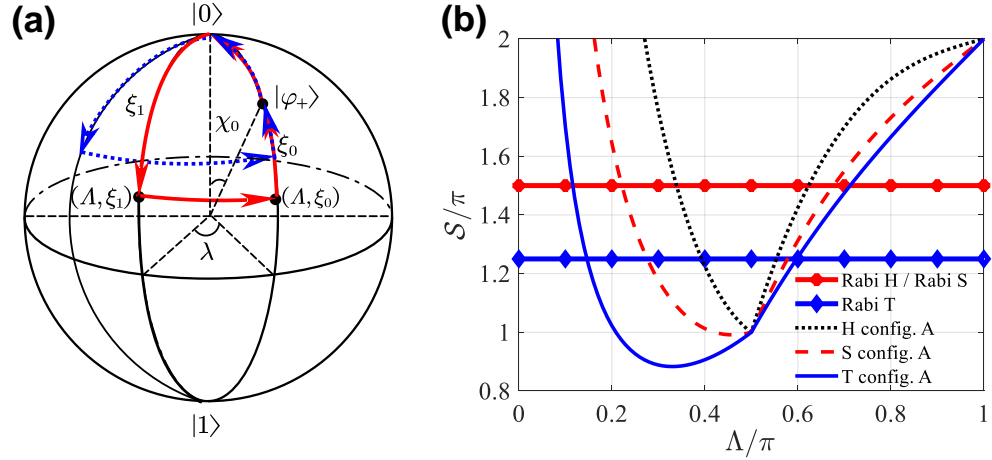 (a)
|0⟩
ξ₁
|φ₊⟩
χ₀
ξ₀
(Λ, ξ₁)
(Λ, ξ₀)
λ
|1⟩
(b)
S/π
2
1.8
1.6
1.4
1.2
1
0.8
Rabi H / Rabi S
Rabi T
H config. A
S config. A
T config. A
0 0.2 0.4 0.6 0.8 1
Λ/π